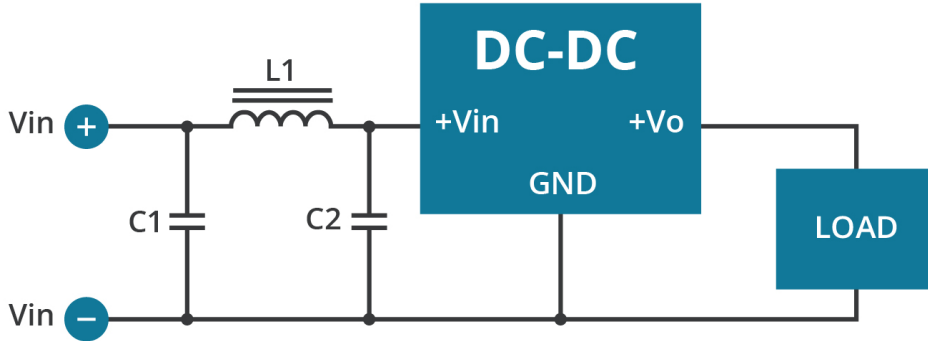 DC-DC
L1
Vin +
+Vin
+Vo
GND
C1
C2
LOAD
Vin −